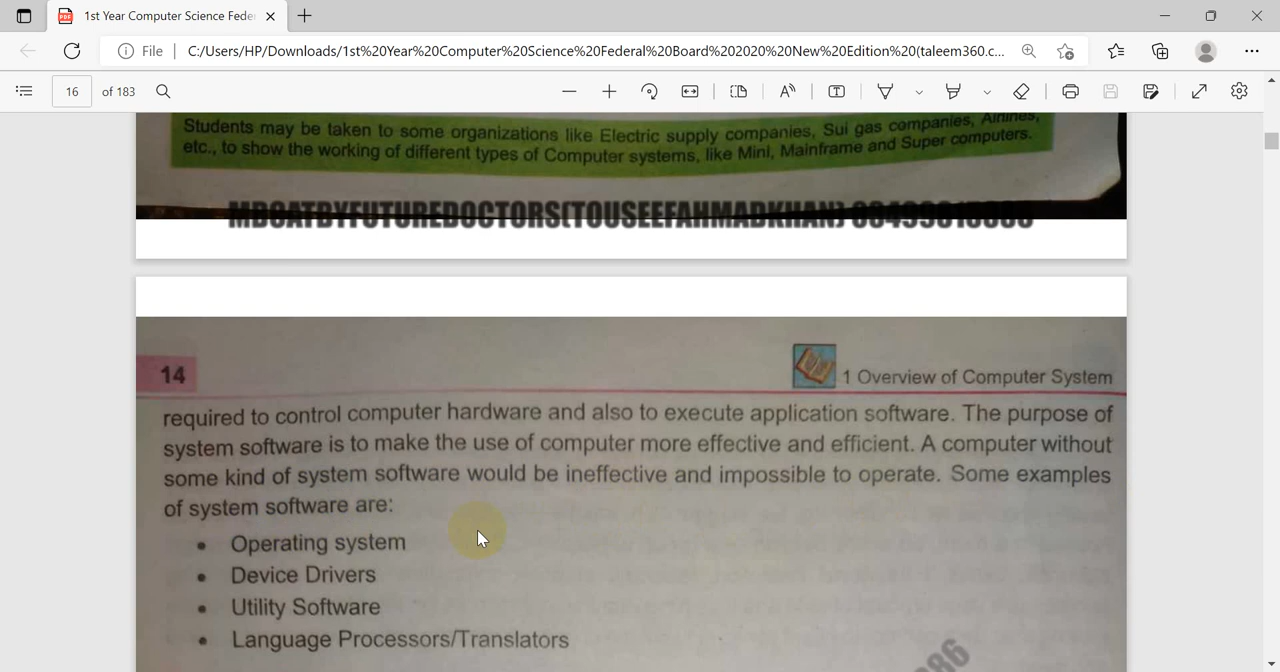 1st Year Computer Science Fede
File
C:/Users/HP/Downloads/1st%20Year%20Computer%20Science%20Federal%20Board%202020%20New%20Edition%20(taleem360.c...
16 of 183
Students may be taken to some organizations like Electric supply companies, Sui gas companies, Airlines,
etc., to show the working of different types of Computer systems, like Mini, Mainframe and Super computers.
14
1 Overview of Computer System
required to control computer hardware and also to execute application software. The purpose of
system software is to make the use of computer more effective and efficient. A computer without
some kind of system software would be ineffective and impossible to operate. Some examples
of system software are:
• Operating system
• Device Drivers
• Utility Software
• Language Processors/Translators